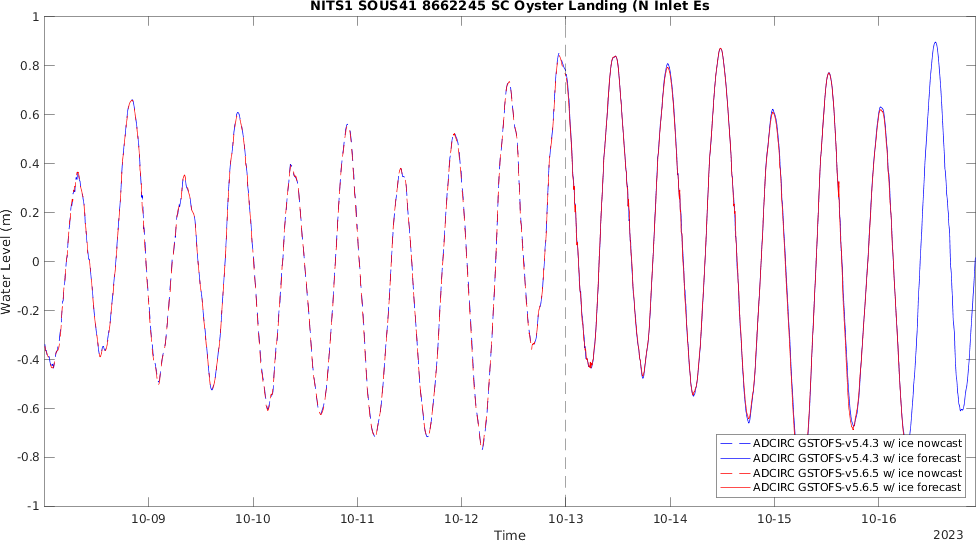 NITS1 SOUS41 8662245 SC Oyster Landing (N Inlet Es
Water Level (m)
1
0.8
0.6
0.4
0.2
0
-0.2
-0.4
-0.6
-0.8
-1
ADCIRC GSTOFS-v5.4.3 w/ ice nowcast
ADCIRC GSTOFS-v5.4.3 w/ ice forecast
ADCIRC GSTOFS-v5.6.5 w/ ice nowcast
ADCIRC GSTOFS-v5.6.5 w/ ice forecast
10-09 10-10 10-11 10-12 10-13 10-14 10-15 10-16
Time
2023